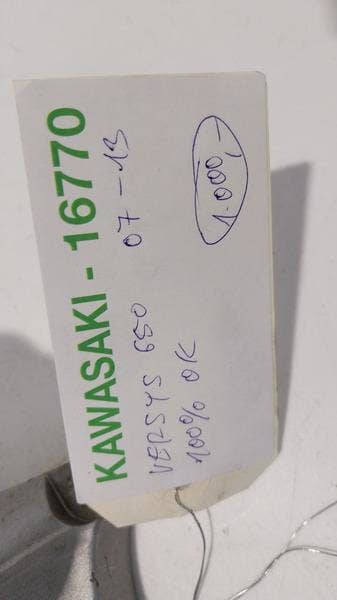 KAWASAKI - 16770
VERSYS 650 07-13
100% OK
1.000,-